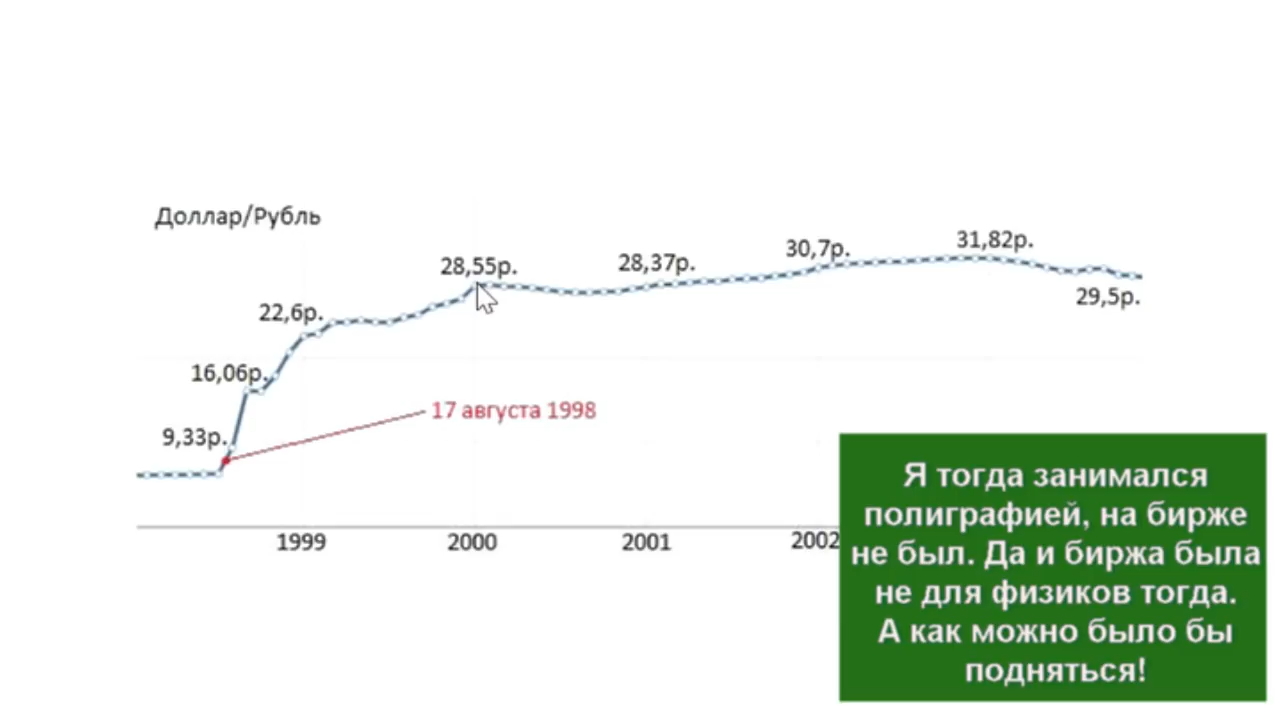 Доллар/Рубль
31,82р.
30,7р.
28,55р.
28,37р.
29,5р.
22,6р.
16,06р.
17 августа 1998
9,33р.
1999
2000
2001
2002
Я тогда занимался
полиграфией, на бирже
не был. Да и биржа была
не для физиков тогда.
А как можно было бы
подняться!